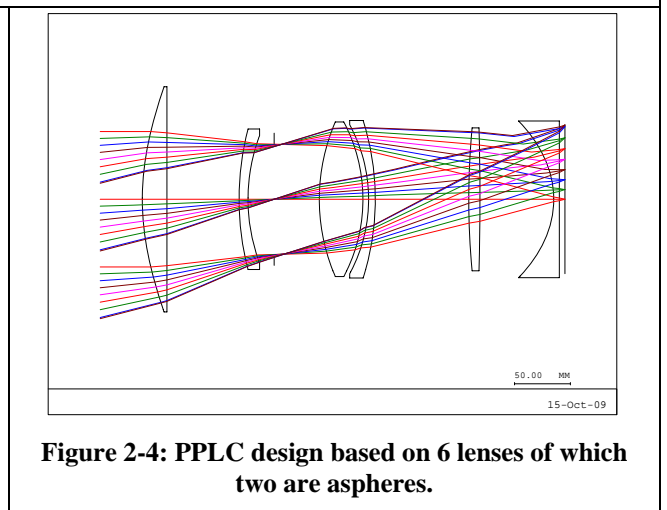 50.00 MM
15-Oct-09
Figure 2-4: PPLC design based on 6 lenses of which
two are aspheres.